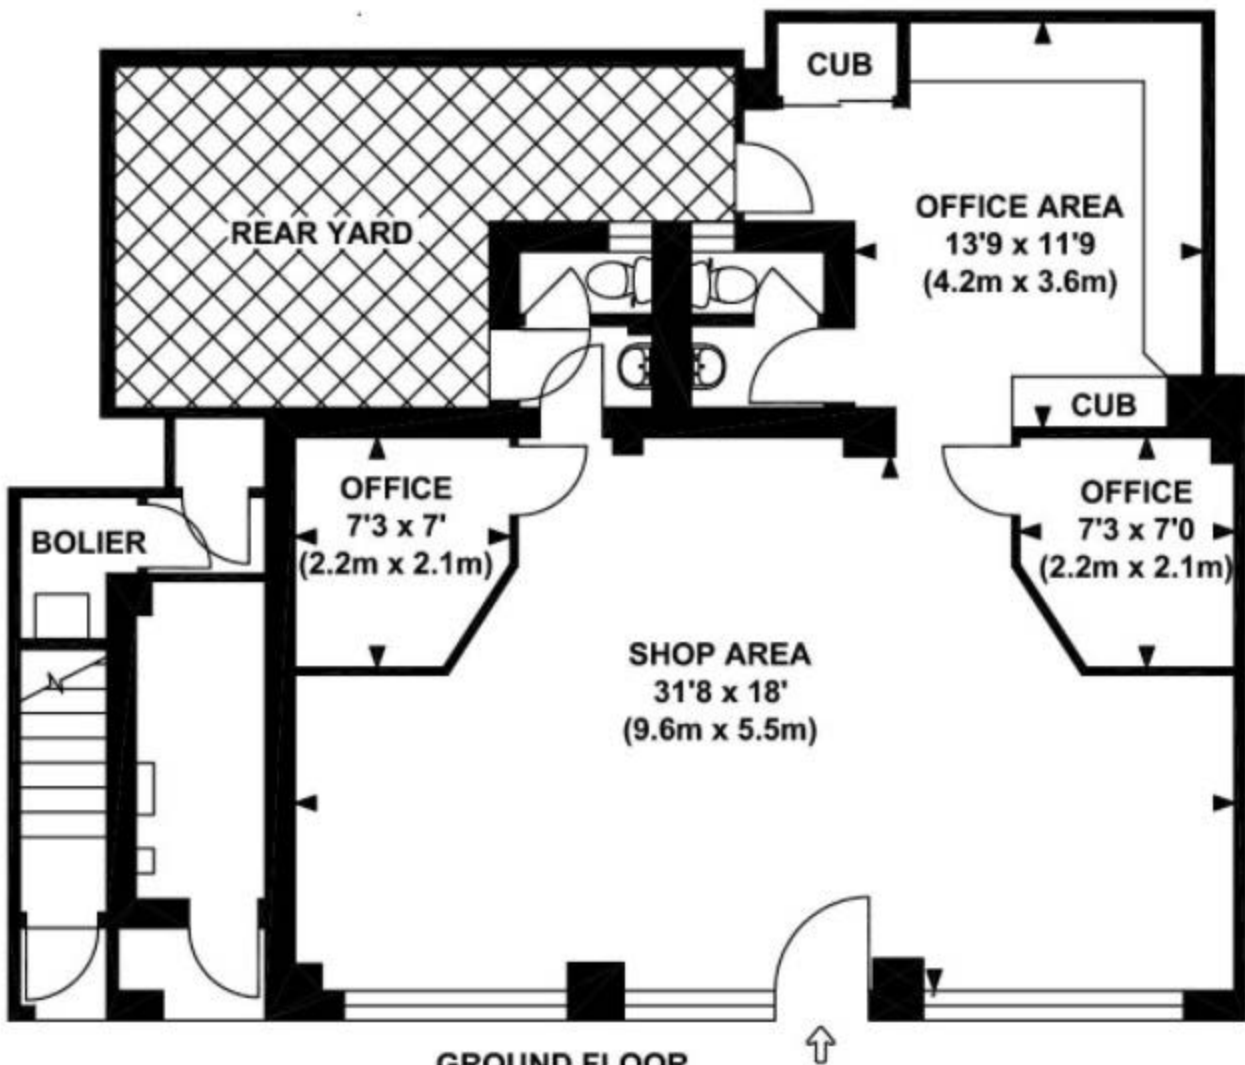 CUB
OFFICE AREA
13'9 x 11'9
(4.2m x 3.6m)
REAR YARD
CUB
OFFICE
7'3 x 7'
(2.2m x 2.1m)
OFFICE
7'3 x 7'0
(2.2m x 2.1m)
BOLIER
SHOP AREA
31'8 x 18'
(9.6m x 5.5m)
N
GROUND FLOOR